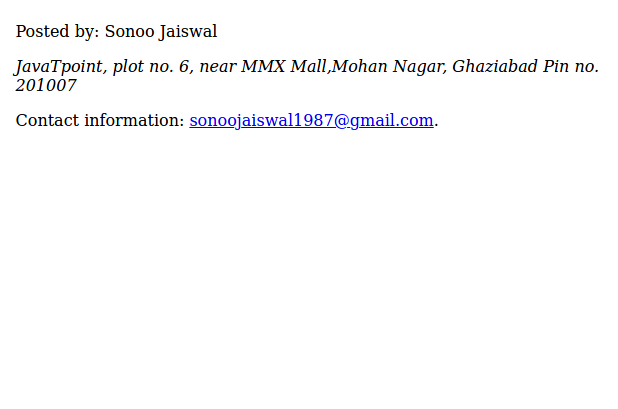 Posted by: Sonoo Jaiswal
JavaTpoint, plot no. 6, near MMX Mall,Mohan Nagar, Ghaziabad Pin no.
201007
Contact information: sonoojaiswal1987@gmail.com.